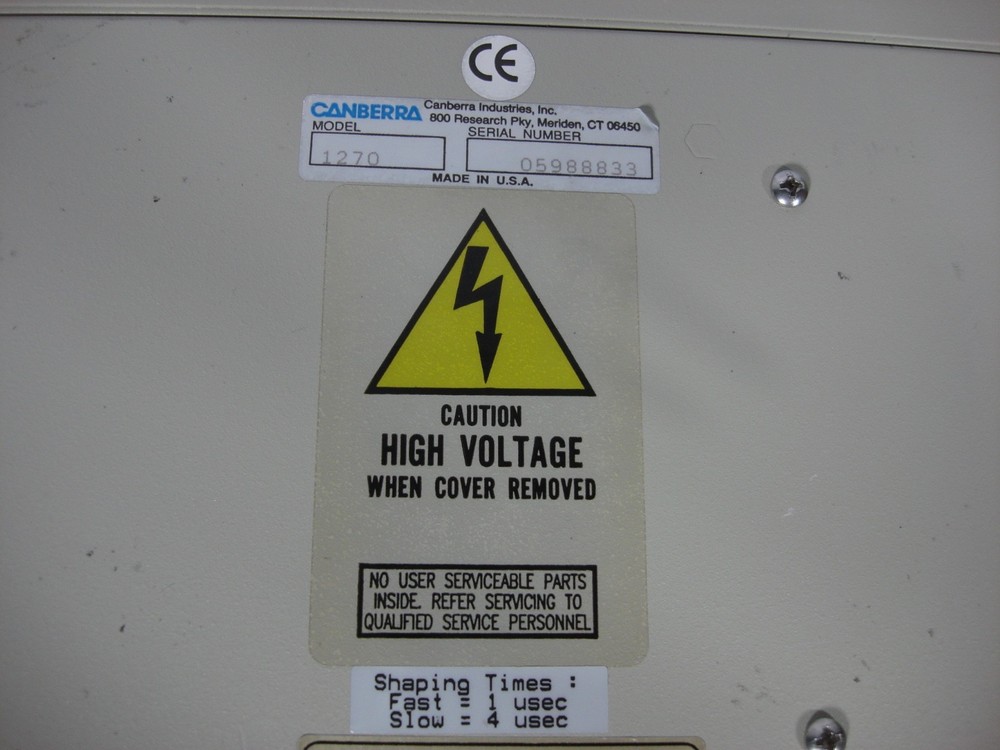 CE
CANBERRA Canberra Industries, Inc.
800 Research Pky, Meriden, CT 06450
MODEL SERIAL NUMBER
1270 05988833
MADE IN U.S.A.
CAUTION
HIGH VOLTAGE
WHEN COVER REMOVED
NO USER SERVICEABLE PARTS
INSIDE. REFER SERVICING TO
QUALIFIED SERVICE PERSONNEL
Shaping Times :
Fast = 1 usec
Slow = 4 usec